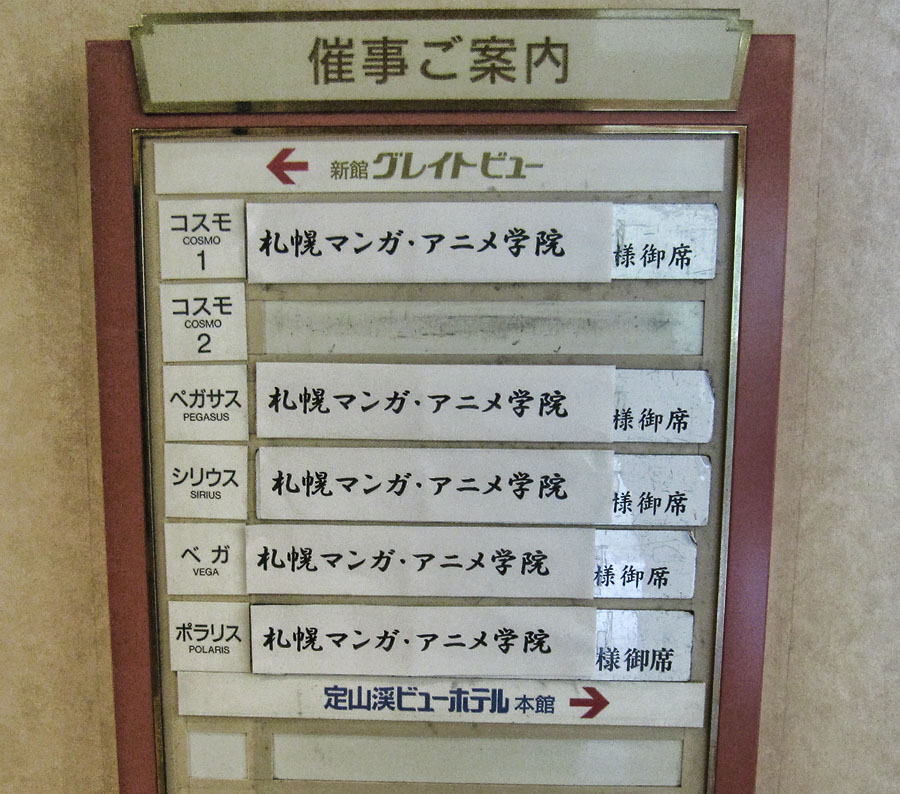 催事ご案内
← 新館グレイトビュー
コスモ
COSMO
1
札幌マンガ・アニメ学院 様御席
コスモ
COSMO
2
ペガサス
PEGASUS
札幌マンガ・アニメ学院 様御席
シリウス
SIRIUS
札幌マンガ・アニメ学院 様御席
ベガ
VEGA
札幌マンガ・アニメ学院 様御席
ポラリス
POLARIS
札幌マンガ・アニメ学院 様御席
定山渓ビューホテル 本館 →